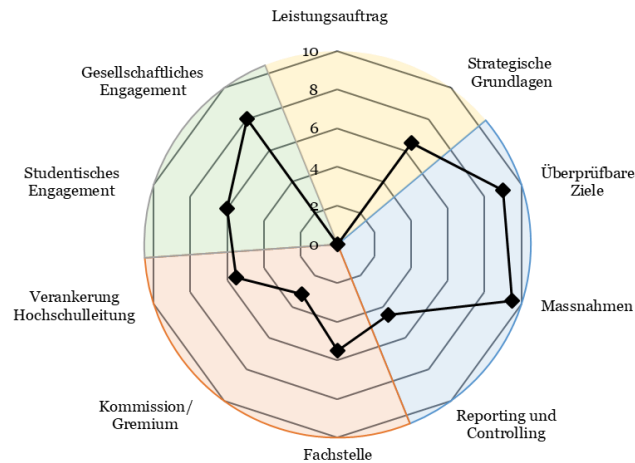 Leistungsauftrag
10
8
6
4
2
0
Strategische
Grundlagen
Überprüfbare
Ziele
Massnahmen
Reporting und
Controlling
Fachstelle
Kommission/
Gremium
Verankerung
Hochschulleitung
Studentisches
Engagement
Gesellschaftliches
Engagement